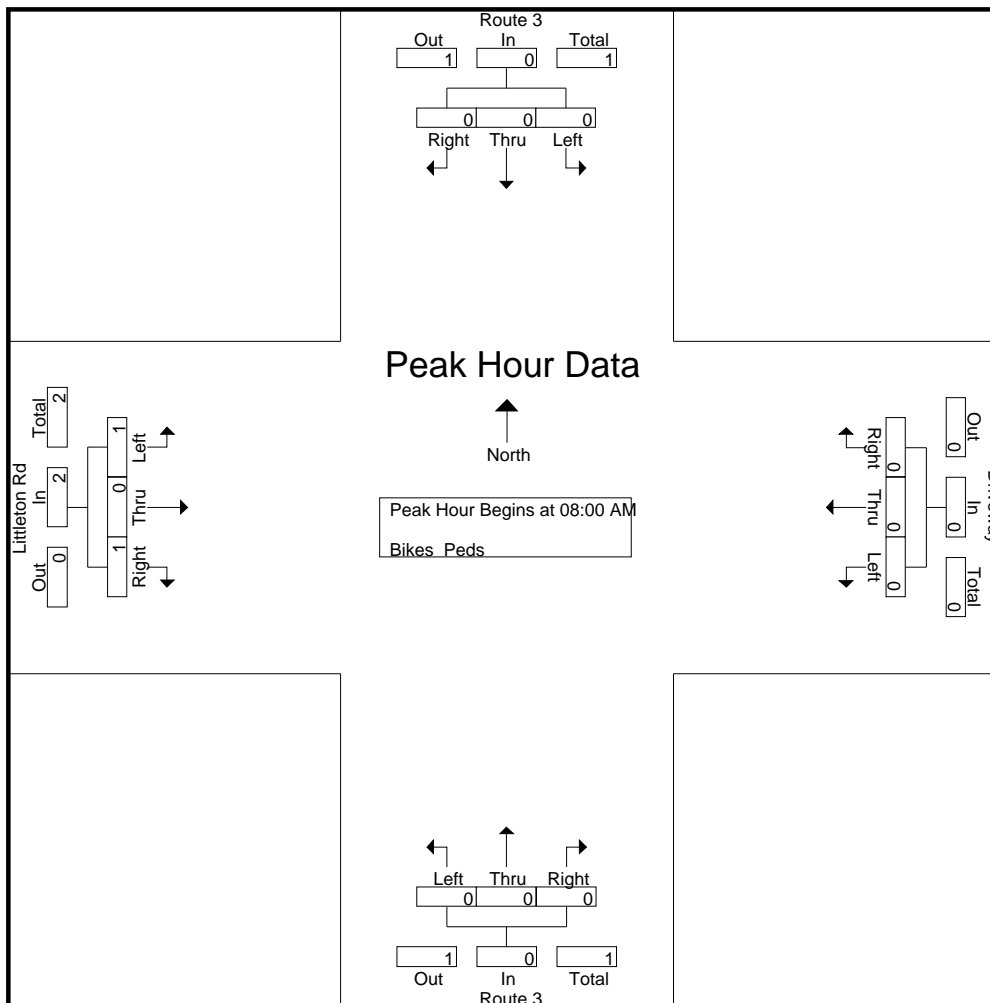 Route 3
Out In Total
1 0 1
0 0 0
Right Thru Left
Peak Hour Data
North
Peak Hour Begins at 08:00 AM
Bikes Peds
Littleton Rd
Out In Total
0 2 2
1 0 1
Right Thru Left
Out In Total
0 0 0
0 0 0
Right Thru Left
Left Thru Right
0 0 0
1 0 1
Out In Total
Route 3